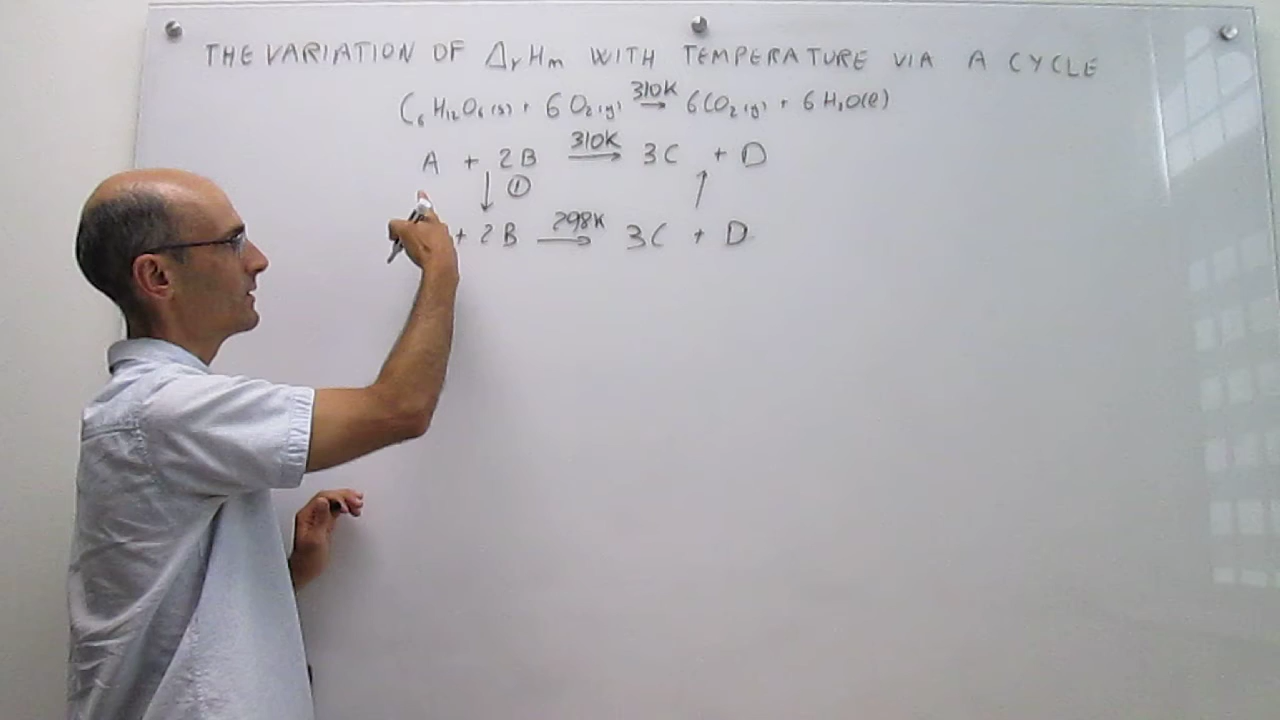 THE VARIATION OF ΔrHm WITH TEMPERATURE VIA A CYCLE
C6H12O6(s) + 6O2(g) 310K → 6CO2(g) + 6H2O(l)
A + 2B 310K → 3C + D
↓ ① ↑
+ 2B 298K → 3C + D